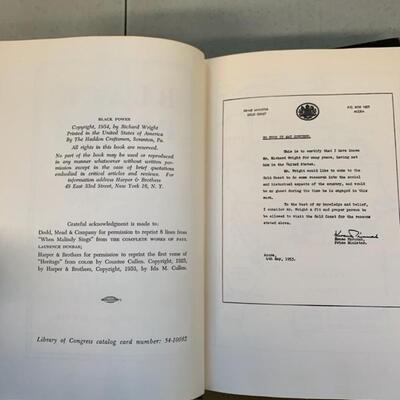 BLACK POWER
Copyright, 1954, by Richard Wright
Printed in the United States of America
By The Haddon Craftsmen, Scranton, Pa.
All rights in this book are reserved.
No part of the book may be used or reproduced
in any manner whatsoever without written per-
mission except in the case of brief quotations
embodied in critical articles and reviews. For
information address Harper & Brothers
49 East 33rd Street, New York 16, N. Y.
Grateful acknowledgment is made to:
Dodd, Mead & Company for permission to reprint 8 lines from
"When Malindy Sings" from THE COMPLETE WORKS OF PAUL
LAURENCE DUNBAR;
Harper & Brothers for permission to reprint the first verse of
"Heritage" from COLOR by Countee Cullen. Copyright, 1925,
by Harper & Brothers, Copyright, 1953, by Ida M. Cullen.
Library of Congress catalog card number: 54-10082
GOLD COAST
ACCRA
TO WHOM IT MAY CONCERN:
This is to certify that I have known
Mr. Richard Wright for many years, having met
him in the United States.
Mr. Wright would like to come to the
Gold Coast to do some research into the social
and historical aspects of the country, and would
be my guest during the time he is engaged in this
work.
To the best of my knowledge and belief,
I consider Mr. Wright a fit and proper person to
be allowed to visit the Gold Coast for the reasons
stated above.
Kwame Nkrumah,
Prime Minister.
Accra,
4th May, 1953.